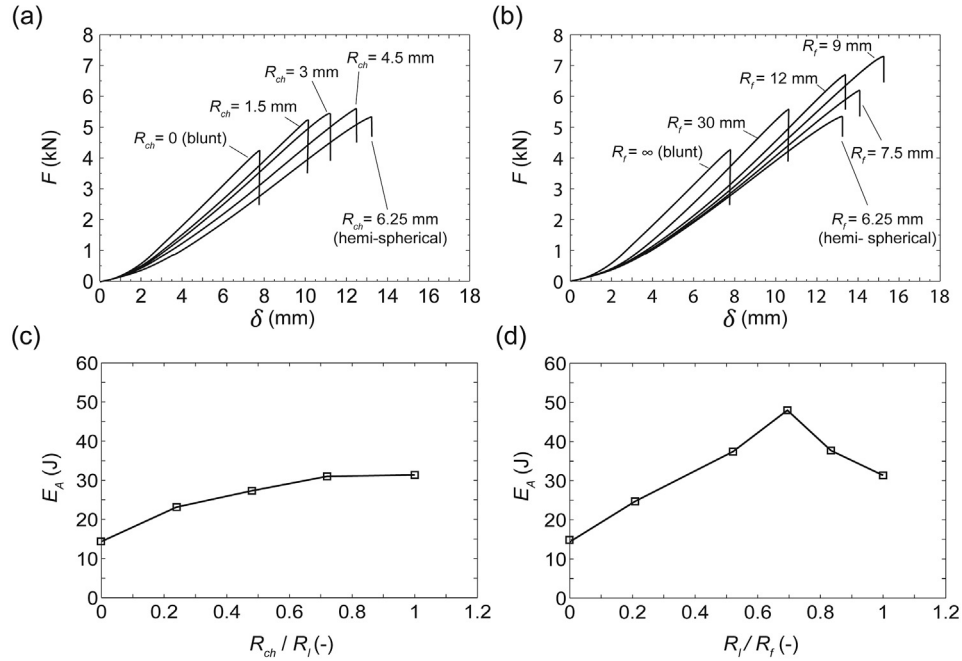 (a)
8
7
6
5
4
3
2
1
0
F (kN)
0 2 4 6 8 10 12 14 16 18
δ (mm)
R_ch= 0 (blunt)
R_ch= 1.5 mm
R_ch= 3 mm
R_ch= 4.5 mm
R_ch= 6.25 mm
(hemi-spherical)
(b)
8
7
6
5
4
3
2
1
0
F (kN)
0 2 4 6 8 10 12 14 16 18
δ (mm)
R_f= ∞ (blunt)
R_f= 30 mm
R_f= 12 mm
R_f= 9 mm
R_f= 7.5 mm
R_f= 6.25 mm
(hemi- spherical)
(c)
60
50
40
30
20
10
0
E_A (J)
0 0.2 0.4 0.6 0.8 1 1.2
R_ch / R_l (-)
(d)
60
50
40
30
20
10
0
E_A (J)
0 0.2 0.4 0.6 0.8 1 1.2
R_l / R_f (-)